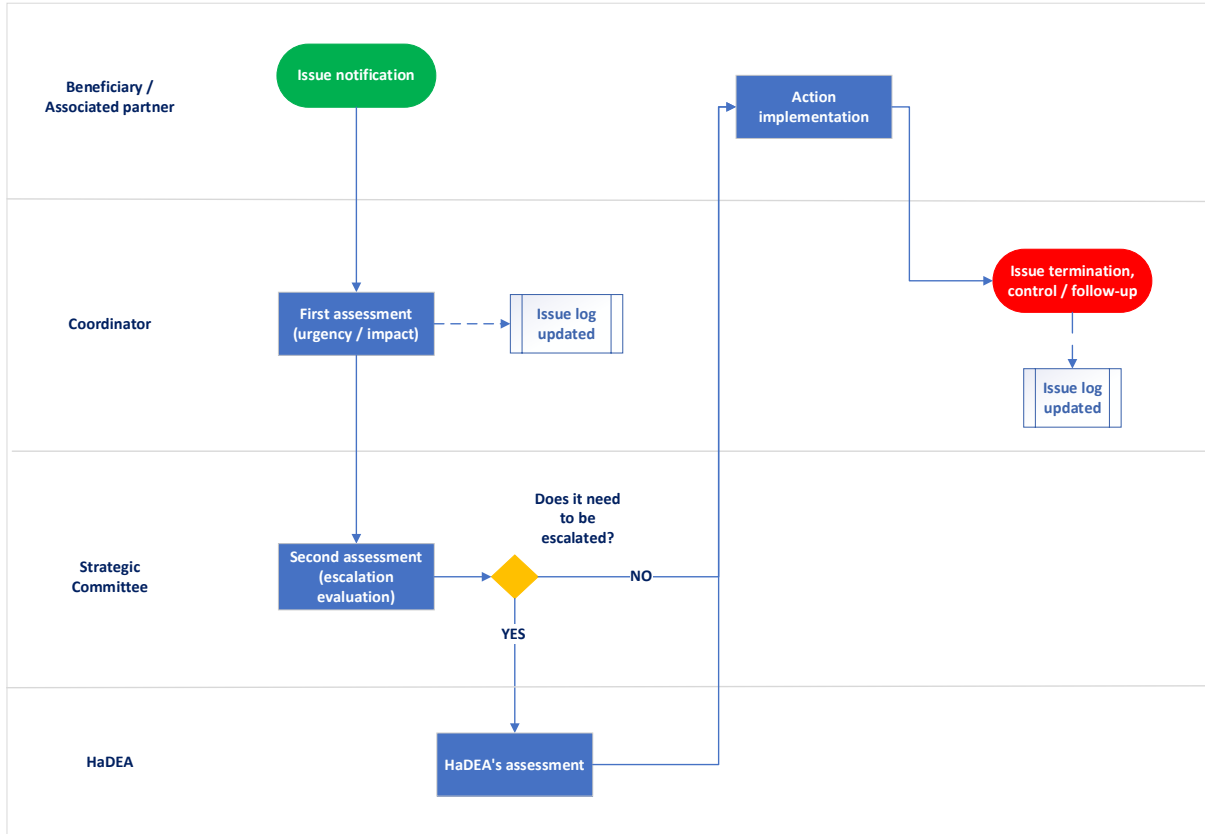 Beneficiary /
Associated partner
Issue notification
Action
implementation
Coordinator
First assessment
(urgency / impact)
Issue log
updated
Issue termination,
control / follow-up
Issue log
updated
Strategic
Committee
Second assessment
(escalation
evaluation)
Does it need
to be
escalated?
NO
YES
HaDEA
HaDEA's assessment